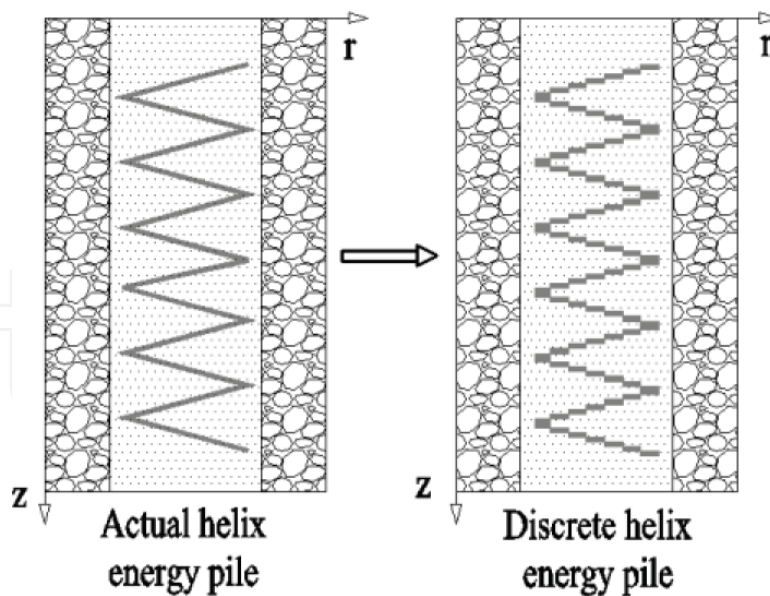 r
r
z
z
Actual helix
energy pile
Discrete helix
energy pile